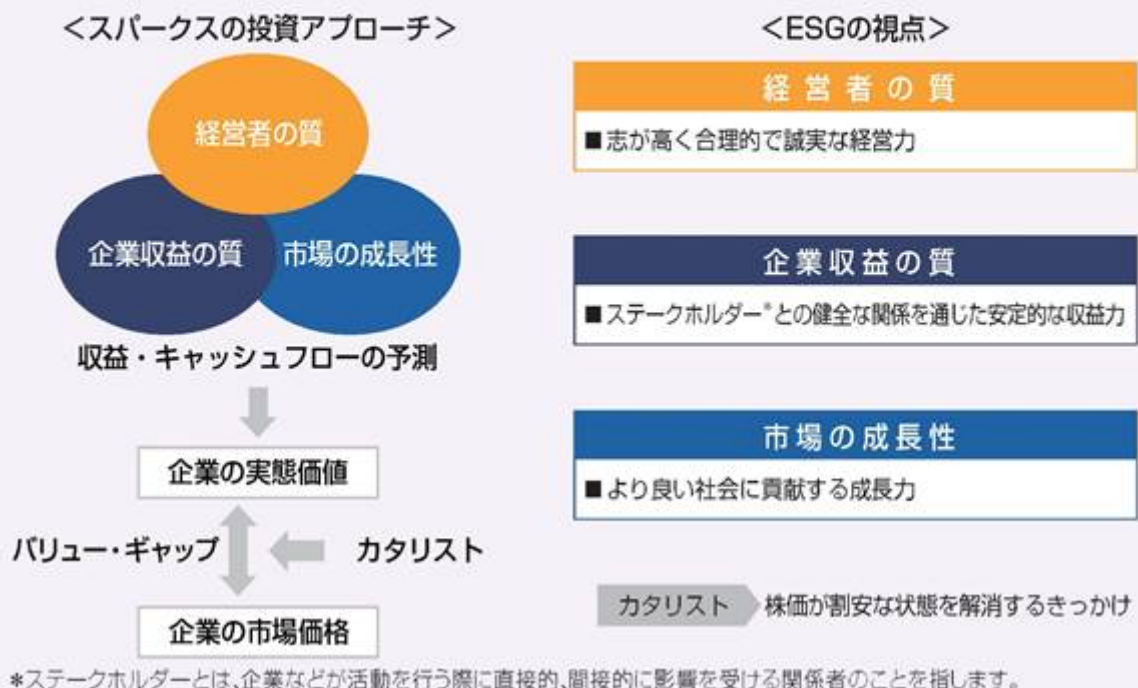 <スパークスの投資アプローチ>
経営者の質
企業収益の質
市場の成長性
収益・キャッシュフローの予測
企業の実態価値
バリュー・ギャップ
カタリスト
企業の市場価格
<ESGの視点>
経営者の質
■志が高く合理的で誠実な経営力
企業収益の質
■ステークホルダー*との健全な関係を通じた安定的な収益力
市場の成長性
■より良い社会に貢献する成長力
カタリスト 株価が割安な状態を解消するきっかけ
*ステークホルダーとは、企業などが活動を行う際に直接的、間接的に影響を受ける関係者のことを指します。